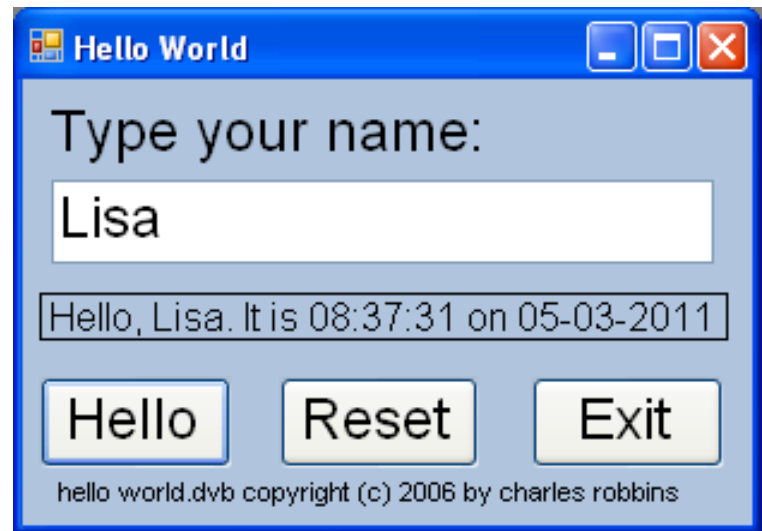 Hello World
Type your name:
Lisa
Hello, Lisa. It is 08:37:31 on 05-03-2011
Hello Reset Exit
hello world.dvb copyright (c) 2006 by charles robbins